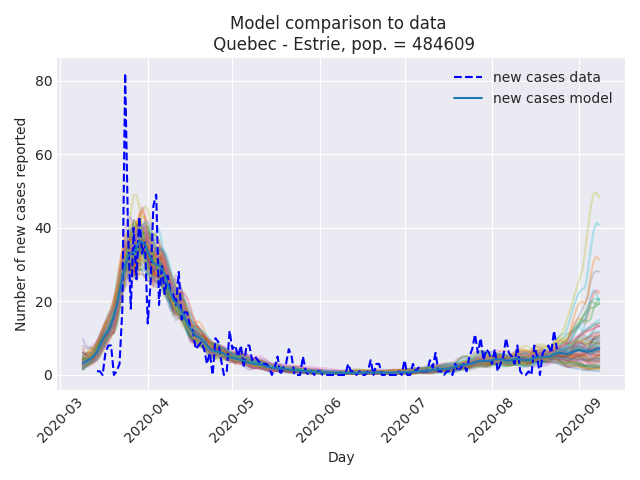 Model comparison to data
Quebec - Estrie, pop. = 484609
new cases data
new cases model
Number of new cases reported
80
60
40
20
0
2020-03
2020-04
2020-05
2020-06
2020-07
2020-08
2020-09
Day